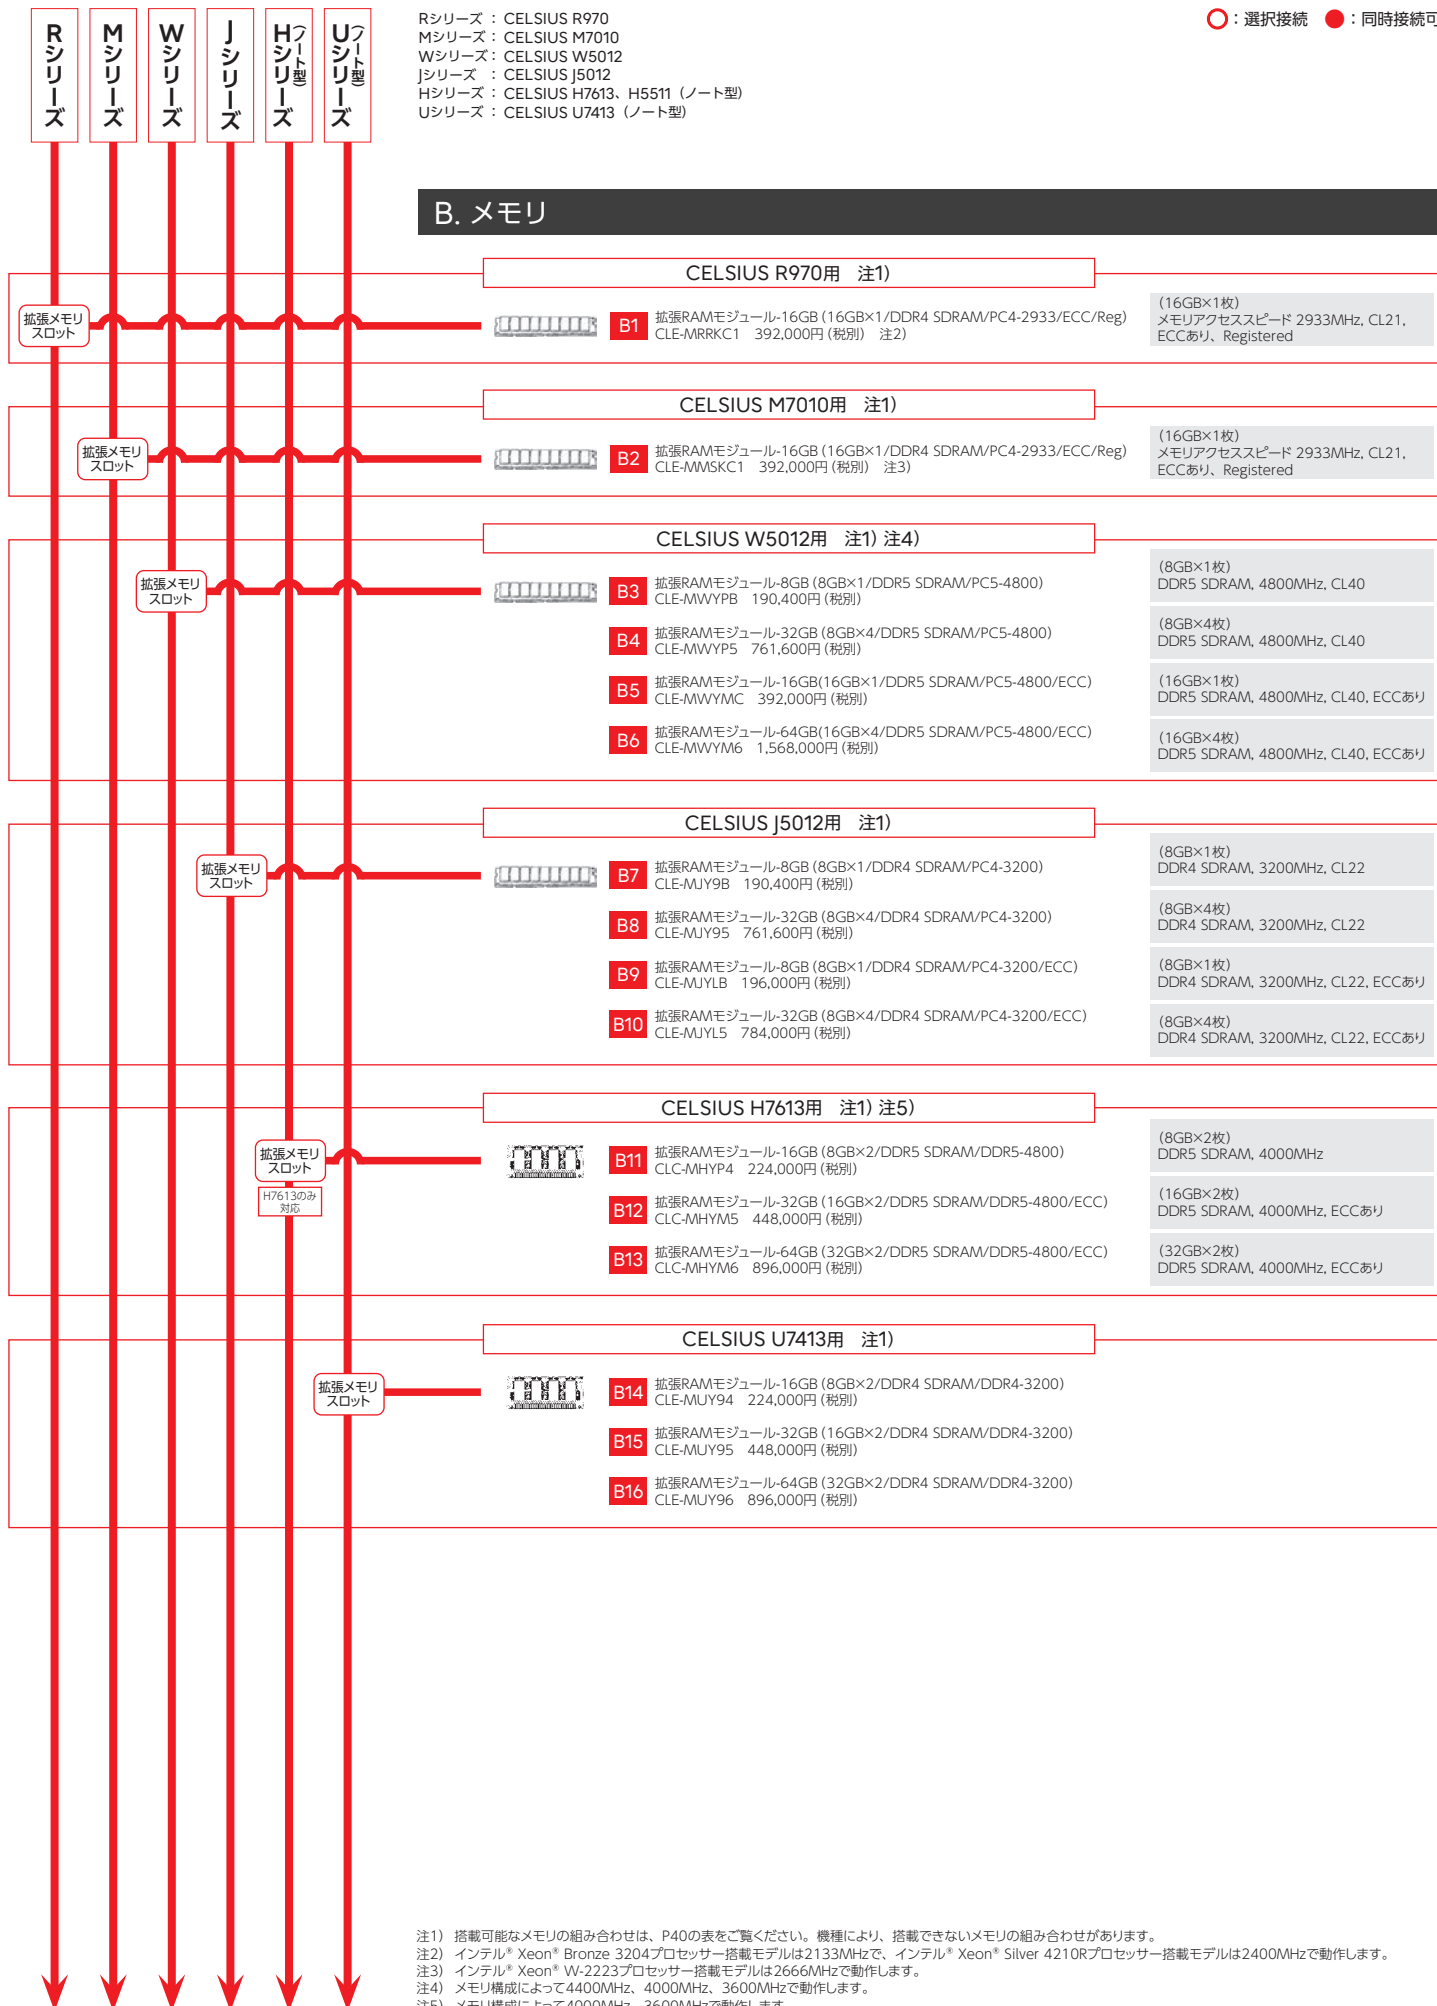 Rシリーズ
Mシリーズ
Wシリーズ
Jシリーズ
Hシリーズ(ノート型)
Uシリーズ(ノート型)
Rシリーズ : CELSIUS R970
Mシリーズ : CELSIUS M7010
Wシリーズ : CELSIUS W5012
Jシリーズ : CELSIUS J5012
Hシリーズ : CELSIUS H7613、H5511(ノート型)
Uシリーズ : CELSIUS U7413(ノート型)
:選択接続 :同時接続可
B. メモリ
CELSIUS R970用 注1)
拡張メモリ
スロット
B1
拡張RAMモジュール-16GB(16GB×1/DDR4 SDRAM/PC4-2933/ECC/Reg)
CLE-MRRKC1 392,000円(税別) 注2)
(16GB×1枚)
メモリアクセススピード 2933MHz, CL21,
ECCあり、Registered
CELSIUS M7010用 注1)
拡張メモリ
スロット
B2
拡張RAMモジュール-16GB(16GB×1/DDR4 SDRAM/PC4-2933/ECC/Reg)
CLE-MMSKC1 392,000円(税別) 注3)
(16GB×1枚)
メモリアクセススピード 2933MHz, CL21,
ECCあり、Registered
CELSIUS W5012用 注1) 注4)
拡張メモリ
スロット
B3
拡張RAMモジュール-8GB(8GB×1/DDR5 SDRAM/PC5-4800)
CLE-MWYPB 190,400円(税別)
(8GB×1枚)
DDR5 SDRAM, 4800MHz, CL40
B4
拡張RAMモジュール-32GB(8GB×4/DDR5 SDRAM/PC5-4800)
CLE-MWYP5 761,600円(税別)
(8GB×4枚)
DDR5 SDRAM, 4800MHz, CL40
B5
拡張RAMモジュール-16GB(16GB×1/DDR5 SDRAM/PC5-4800/ECC)
CLE-MWYMC 392,000円(税別)
(16GB×1枚)
DDR5 SDRAM, 4800MHz, CL40, ECCあり
B6
拡張RAMモジュール-64GB(16GB×4/DDR5 SDRAM/PC5-4800/ECC)
CLE-MWYM6 1,568,000円(税別)
(16GB×4枚)
DDR5 SDRAM, 4800MHz, CL40, ECCあり
CELSIUS J5012用 注1)
拡張メモリ
スロット
B7
拡張RAMモジュール-8GB(8GB×1/DDR4 SDRAM/PC4-3200)
CLE-MJY9B 190,400円(税別)
(8GB×1枚)
DDR4 SDRAM, 3200MHz, CL22
B8
拡張RAMモジュール-32GB(8GB×4/DDR4 SDRAM/PC4-3200)
CLE-MJY95 761,600円(税別)
(8GB×4枚)
DDR4 SDRAM, 3200MHz, CL22
B9
拡張RAMモジュール-8GB(8GB×1/DDR4 SDRAM/PC4-3200/ECC)
CLE-MJYLB 196,000円(税別)
(8GB×1枚)
DDR4 SDRAM, 3200MHz, CL22, ECCあり
B10
拡張RAMモジュール-32GB(8GB×4/DDR4 SDRAM/PC4-3200/ECC)
CLE-MJYL5 784,000円(税別)
(8GB×4枚)
DDR4 SDRAM, 3200MHz, CL22, ECCあり
CELSIUS H7613用 注1) 注5)
拡張メモリ
スロット
H7613のみ
対応
B11
拡張RAMモジュール-16GB(8GB×2/DDR5 SDRAM/DDR5-4800)
CLC-MHYP4 224,000円(税別)
(8GB×2枚)
DDR5 SDRAM, 4000MHz
B12
拡張RAMモジュール-32GB(16GB×2/DDR5 SDRAM/DDR5-4800/ECC)
CLC-MHYM5 448,000円(税別)
(16GB×2枚)
DDR5 SDRAM, 4000MHz, ECCあり
B13
拡張RAMモジュール-64GB(32GB×2/DDR5 SDRAM/DDR5-4800/ECC)
CLC-MHYM6 896,000円(税別)
(32GB×2枚)
DDR5 SDRAM, 4000MHz, ECCあり
CELSIUS U7413用 注1)
拡張メモリ
スロット
B14
拡張RAMモジュール-16GB(8GB×2/DDR4 SDRAM/DDR4-3200)
CLE-MUY94 224,000円(税別)
B15
拡張RAMモジュール-32GB(16GB×2/DDR4 SDRAM/DDR4-3200)
CLE-MUY95 448,000円(税別)
B16
拡張RAMモジュール-64GB(32GB×2/DDR4 SDRAM/DDR4-3200)
CLE-MUY96 896,000円(税別)
注1) 搭載可能なメモリの組み合わせは、P40の表をご覧ください。機種により、搭載できないメモリの組み合わせがあります。
注2) インテル® Xeon® Bronze 3204プロセッサー搭載モデルは2133MHzで、インテル® Xeon® Silver 4210Rプロセッサー搭載モデルは2400MHzで動作します。
注3) インテル® Xeon® W-2223プロセッサー搭載モデルは2666MHzで動作します。
注4) メモリ構成によって4400MHz、4000MHz、3600MHzで動作します。
注5) メモリ構成によって4000MHz、3600MHzで動作します。